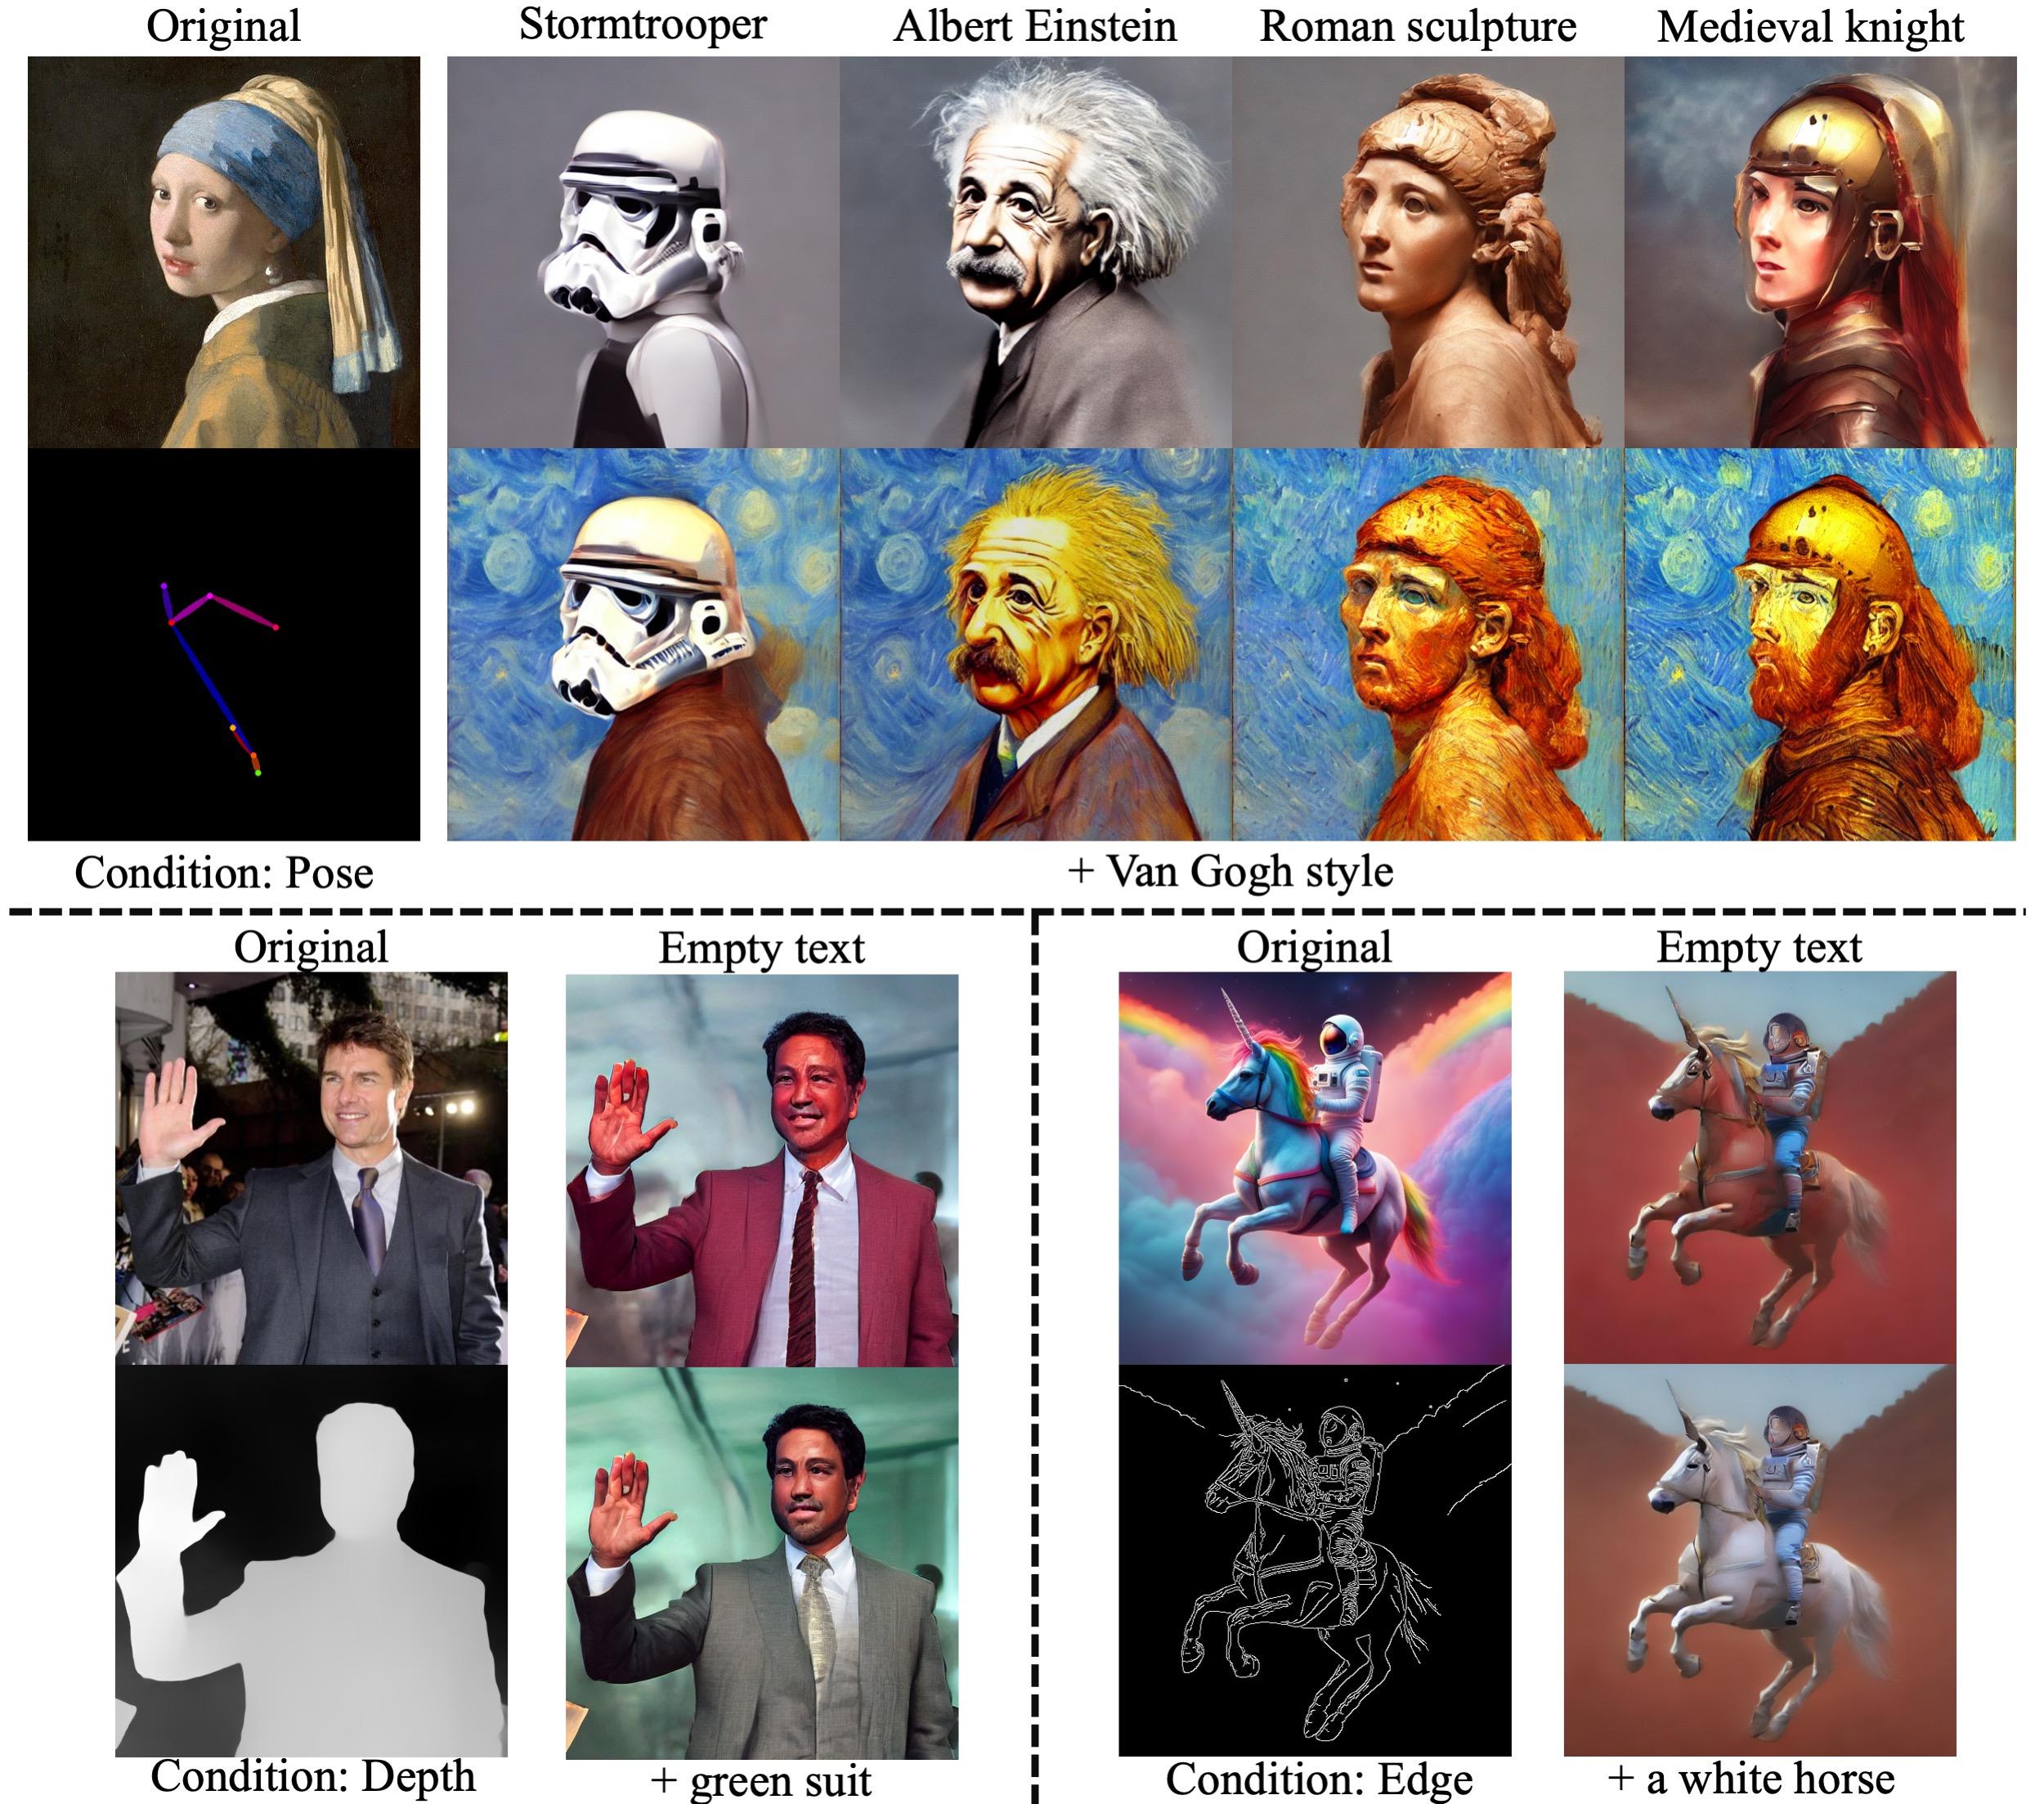 Original
Stormtrooper
Albert Einstein
Roman sculpture
Medieval knight
Condition: Pose
+ Van Gogh style
Original
Empty text
Original
Empty text
Condition: Depth
+ green suit
Condition: Edge
+ a white horse